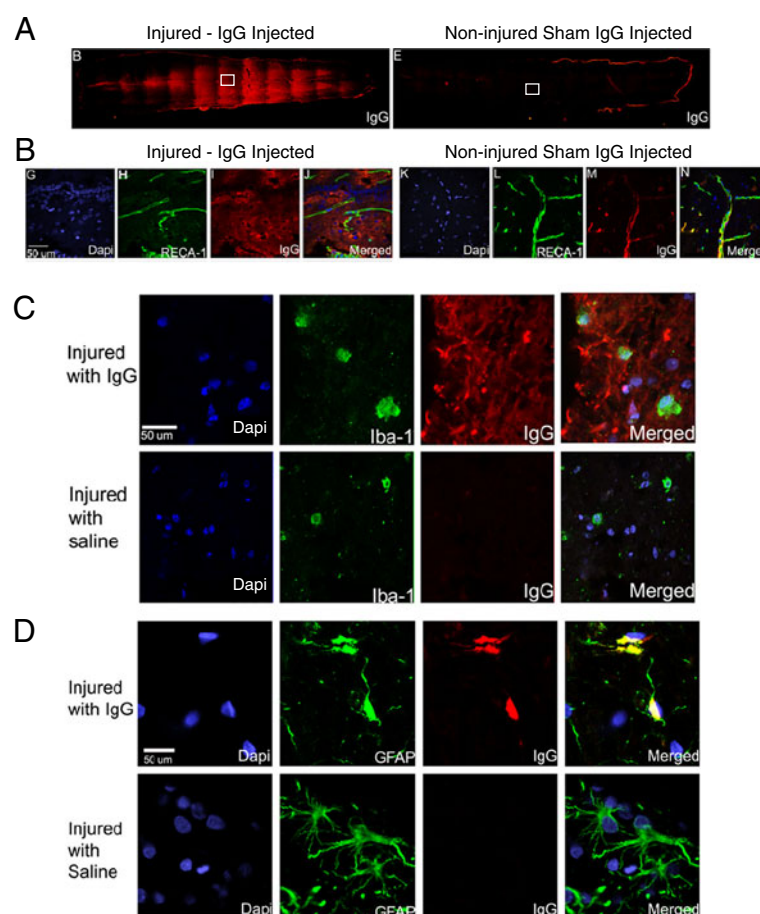 A
Injured - IgG Injected
Non-injured Sham IgG Injected
B
IgG
E
IgG
B
Injured - IgG Injected
Non-injured Sham IgG Injected
G
Dapi
50 um
H
RECA-1
I
IgG
J
Merged
K
Dapi
L
RECA-1
M
IgG
N
Merge
C
Injured
with IgG
50 um
Dapi
Iba-1
IgG
Merged
Injured
with
saline
Dapi
Iba-1
IgG
Merged
D
Injured
with IgG
50 um
Dapi
GFAP
IgG
Merged
Injured
with
Saline
Dapi
GFAP
IgG
Merged